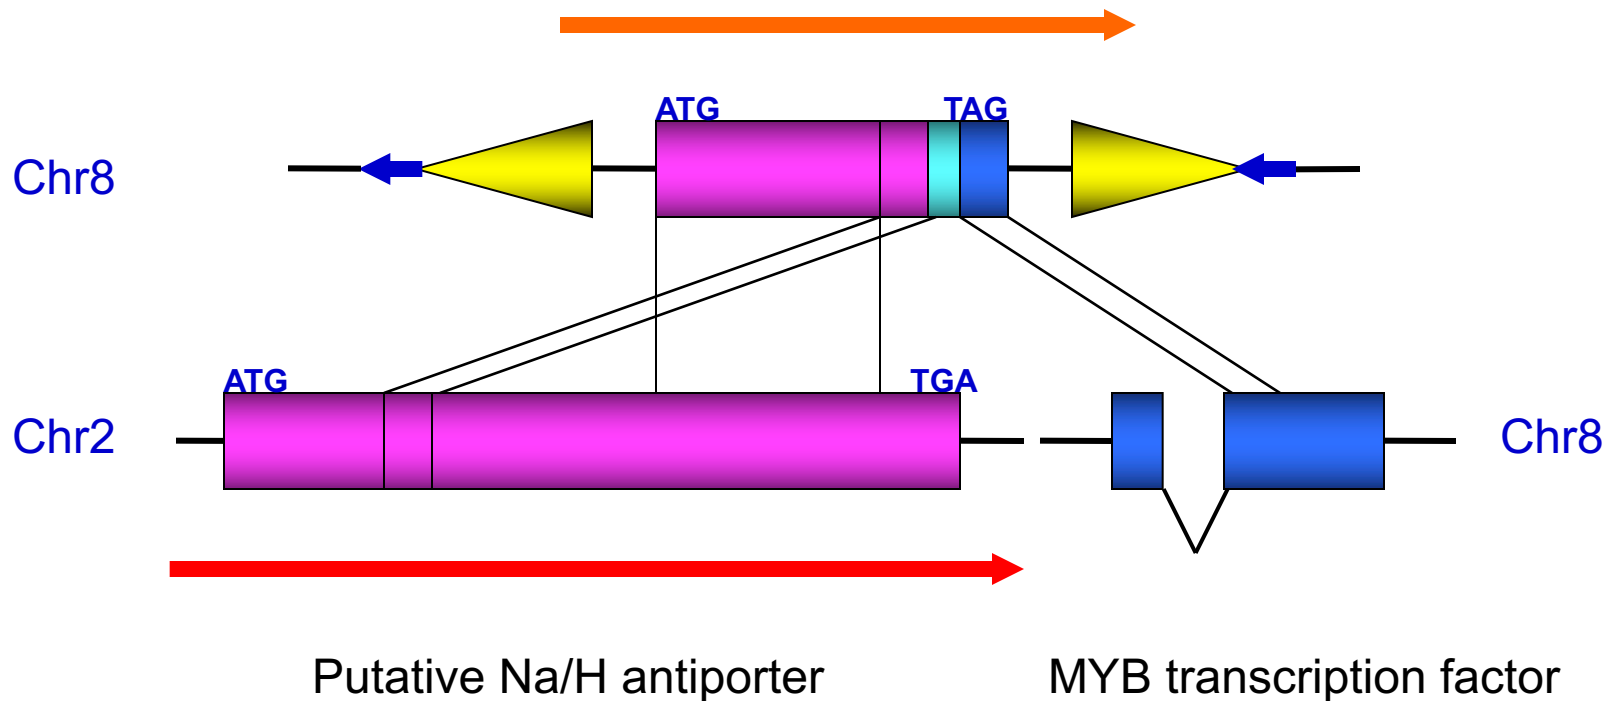 ATG TAG
Chr8
ATG TGA
Chr2 Chr8
Putative Na/H antiporter MYB transcription factor